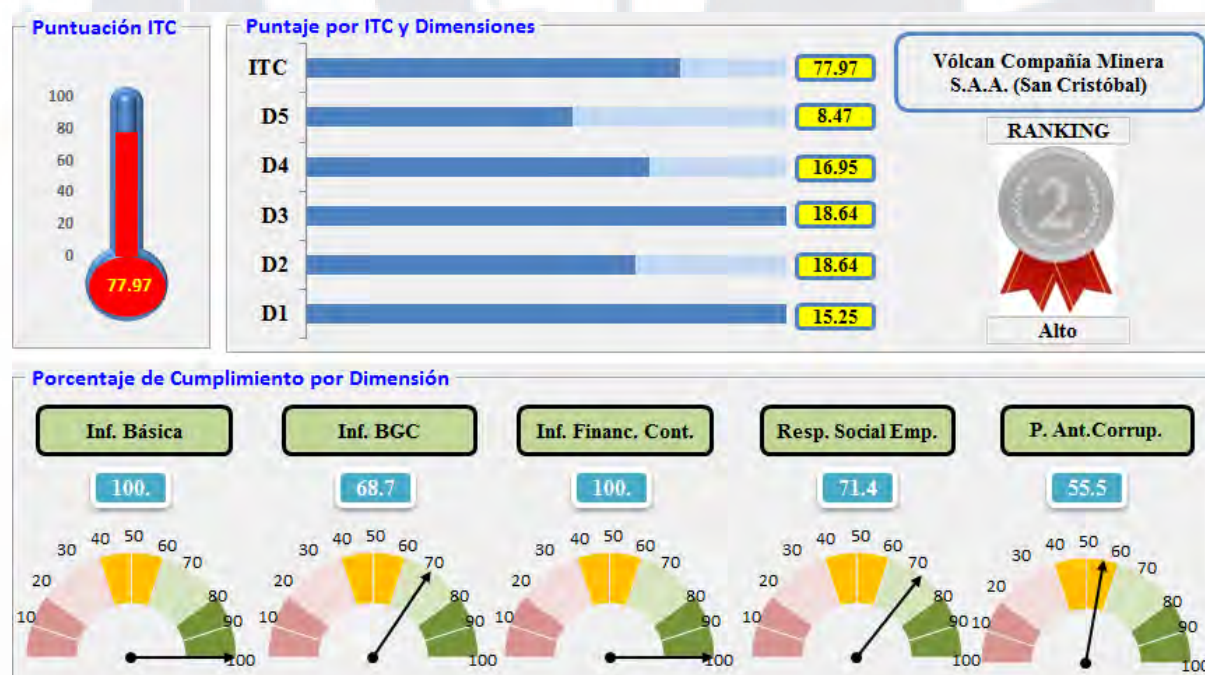 Puntuación ITC
100
80
60
40
20
0
77.97
Puntaje por ITC y Dimensiones
ITC 77.97
D5 8.47
D4 16.95
D3 18.64
D2 18.64
D1 15.25
Vólcan Compañía Minera
S.A.A. (San Cristóbal)
RANKING
2
Alto
Porcentaje de Cumplimiento por Dimensión
Inf. Básica
100.
10 20 30 40 50 60 70 80 90 100
Inf. BGC
68.7
10 20 30 40 50 60 70 80 90 100
Inf. Financ. Cont.
100.
10 20 30 40 50 60 70 80 90 100
Resp. Social Emp.
71.4
10 20 30 40 50 60 70 80 90 100
P. Ant.Corrup.
55.5
10 20 30 40 50 60 70 80 90 100